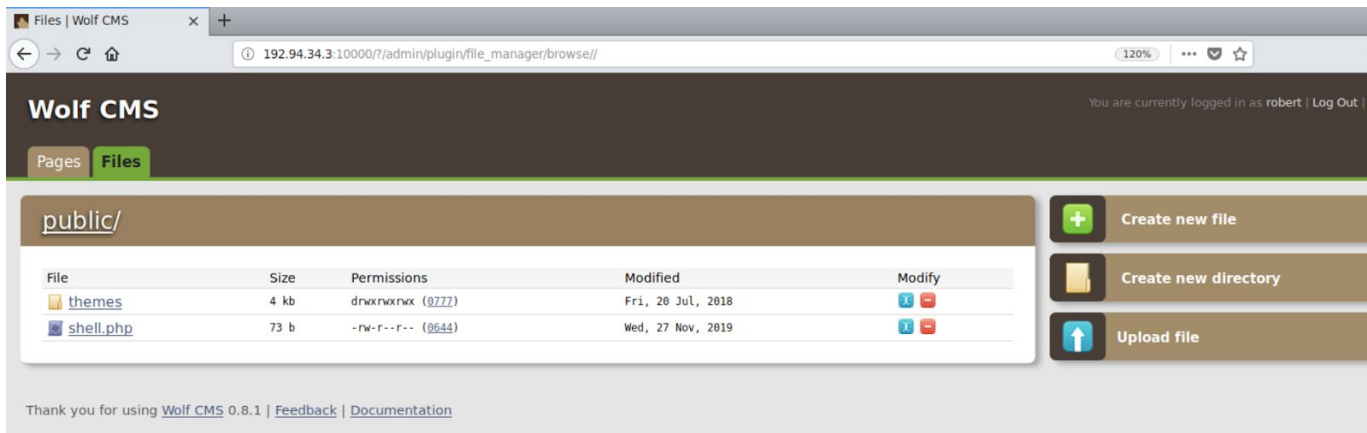 Files | Wolf CMS
192.94.34.3:10000/?/admin/plugin/file_manager/browse//
120%
Wolf CMS
You are currently logged in as robert | Log Out |
Pages Files
public/
File Size Permissions Modified Modify
themes 4 kb drwxrwxrwx (0777) Fri, 20 Jul, 2018
shell.php 73 b -rw-r--r-- (0644) Wed, 27 Nov, 2019
Create new file
Create new directory
Upload file
Thank you for using Wolf CMS 0.8.1 | Feedback | Documentation